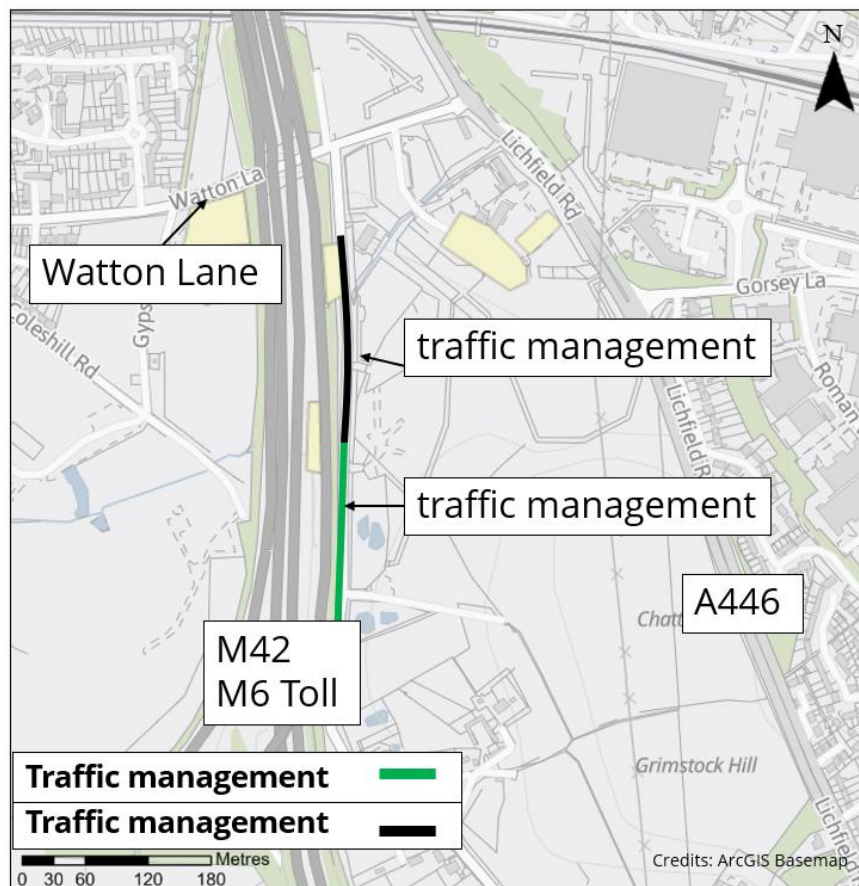 N
Lichfield Rd
Watton La
Watton Lane
Gorsey La
Coleshill Rd
traffic management
Roman
Lichfield R
traffic management
A446
M42
M6 Toll
Grimstock Hill
Traffic management
Traffic management
Lichfield
Metres
0 30 60 120 180
Credits: ArcGIS Basemap